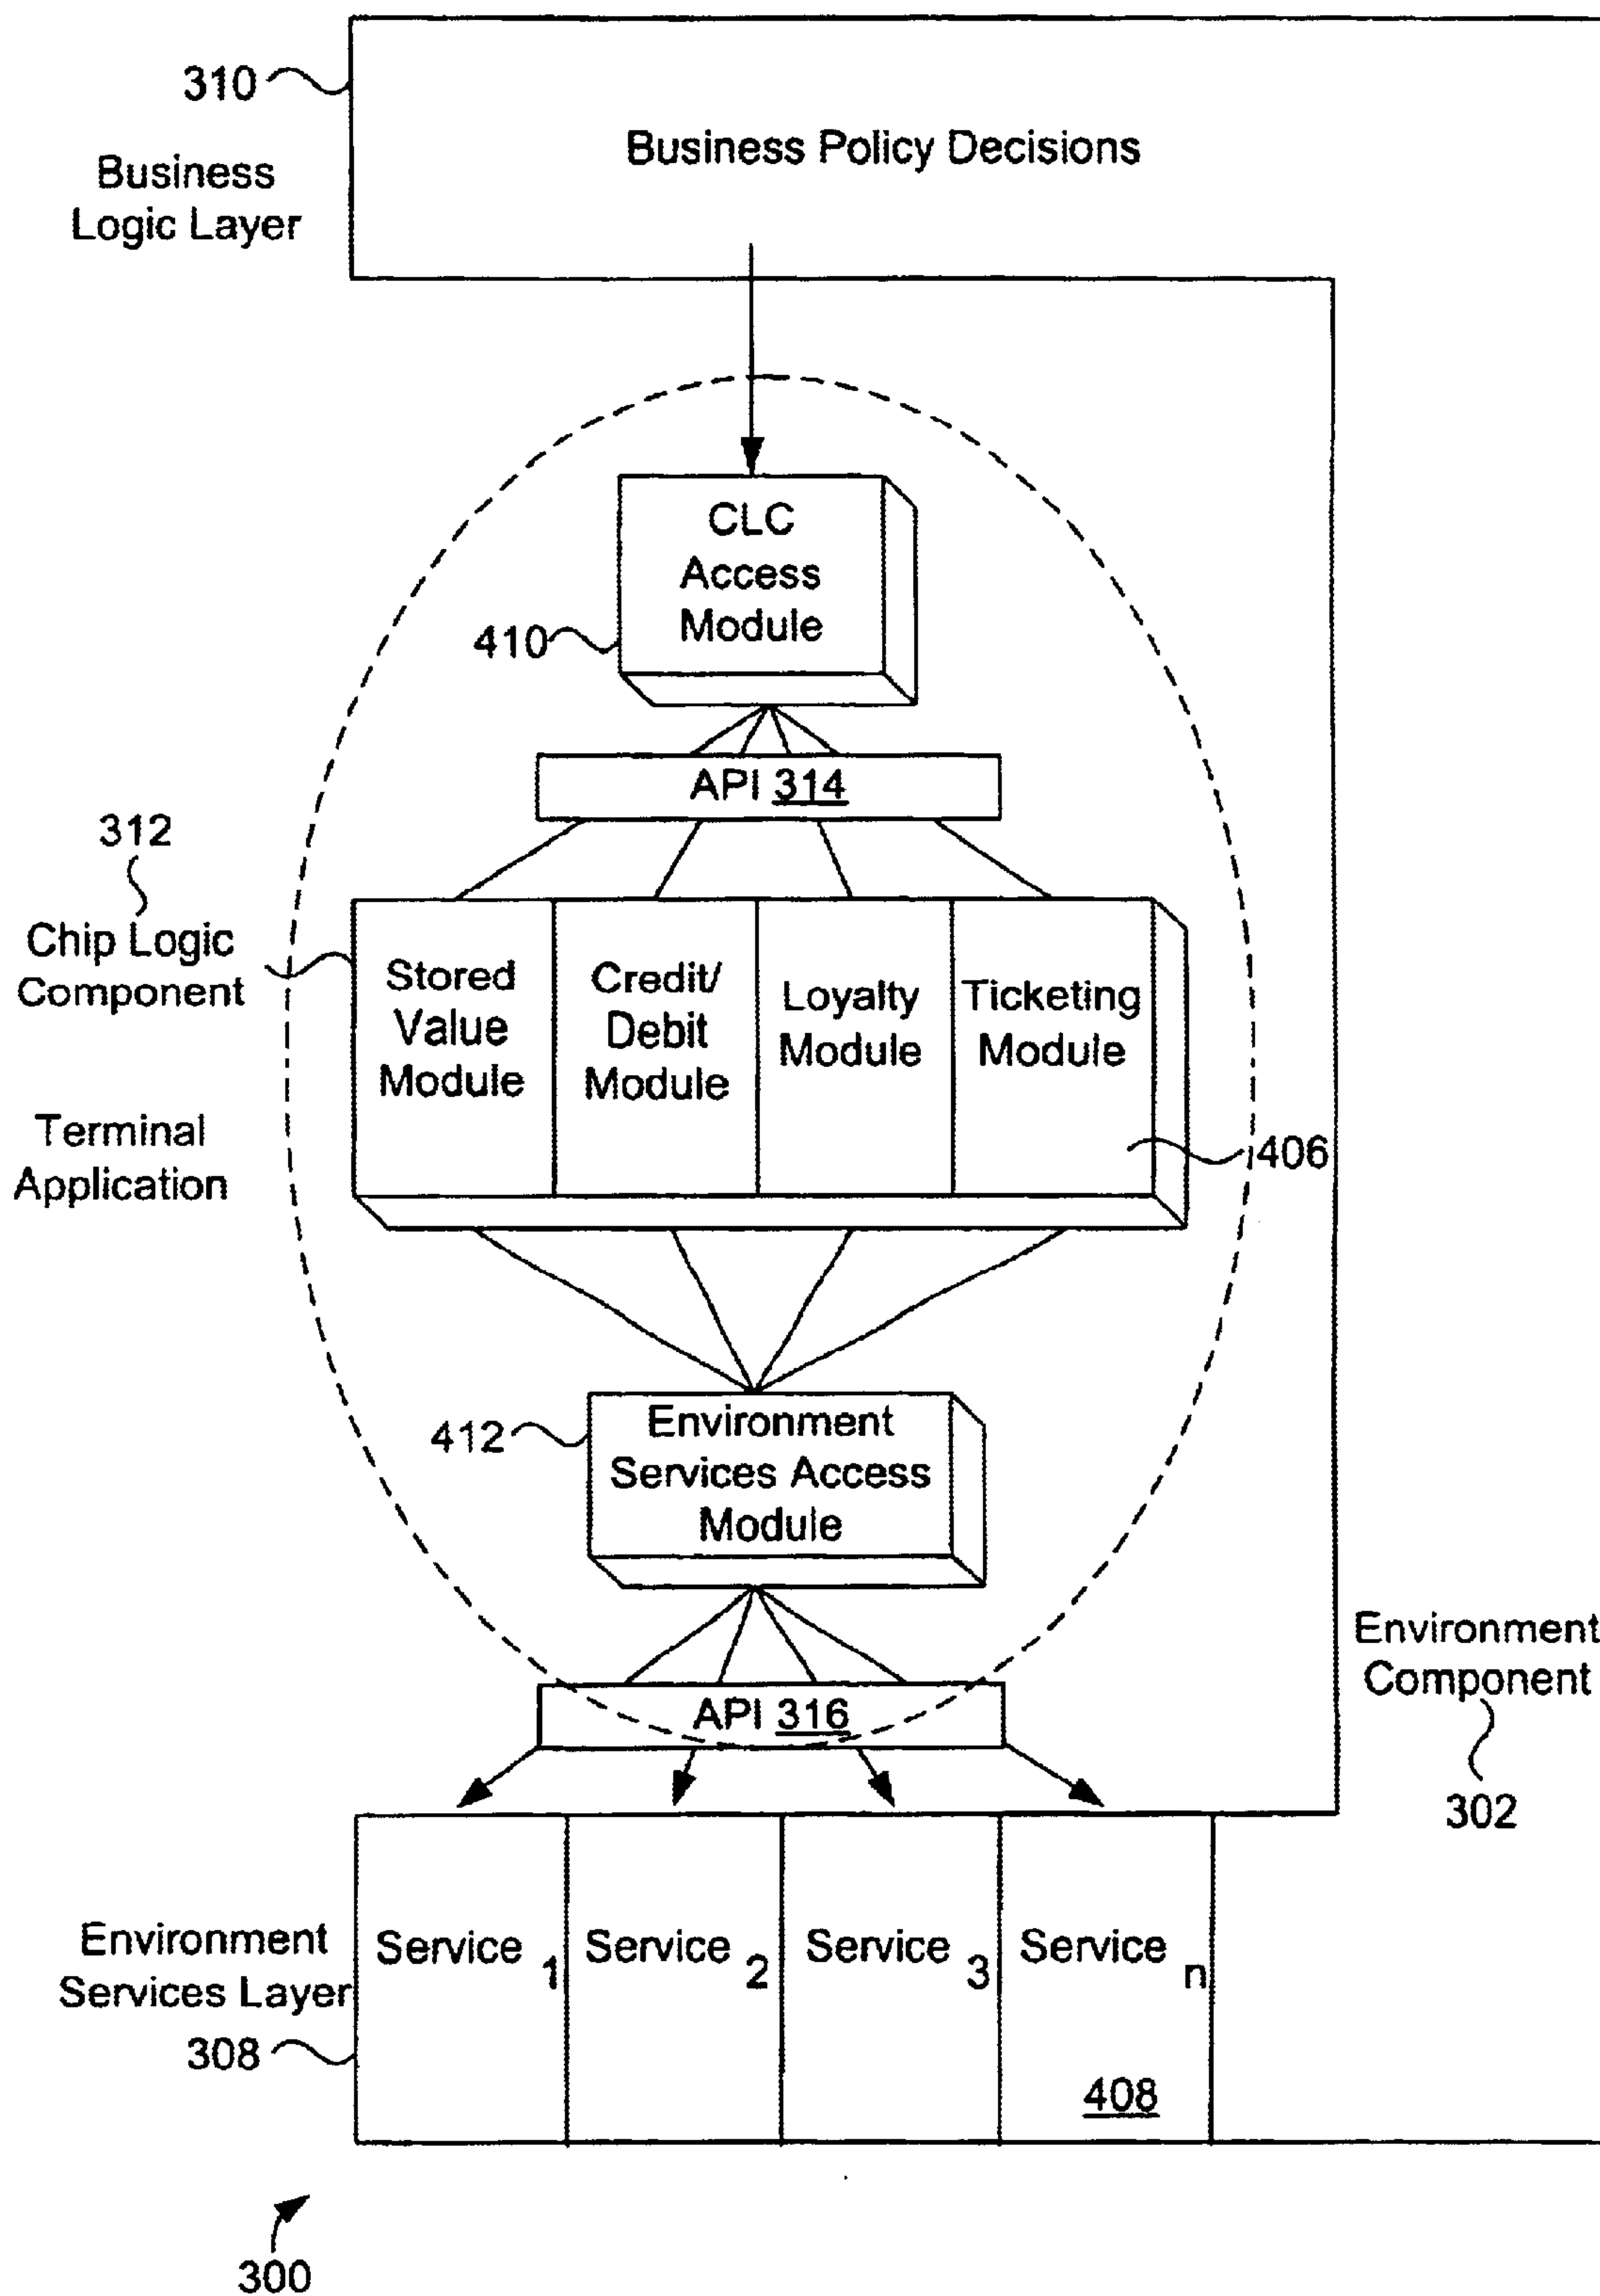 310
Business
Logic Layer
Business Policy Decisions
CLC
Access
Module
410
API 314
312
Chip Logic
Component
Stored
Value
Module
Credit/
Debit
Module
Loyalty
Module
Ticketing
Module
Terminal
Application
406
412
Environment
Services Access
Module
Environment
Component
302
API 316
Environment
Services Layer
308
Service 1
Service 2
Service 3
Service n
408
300